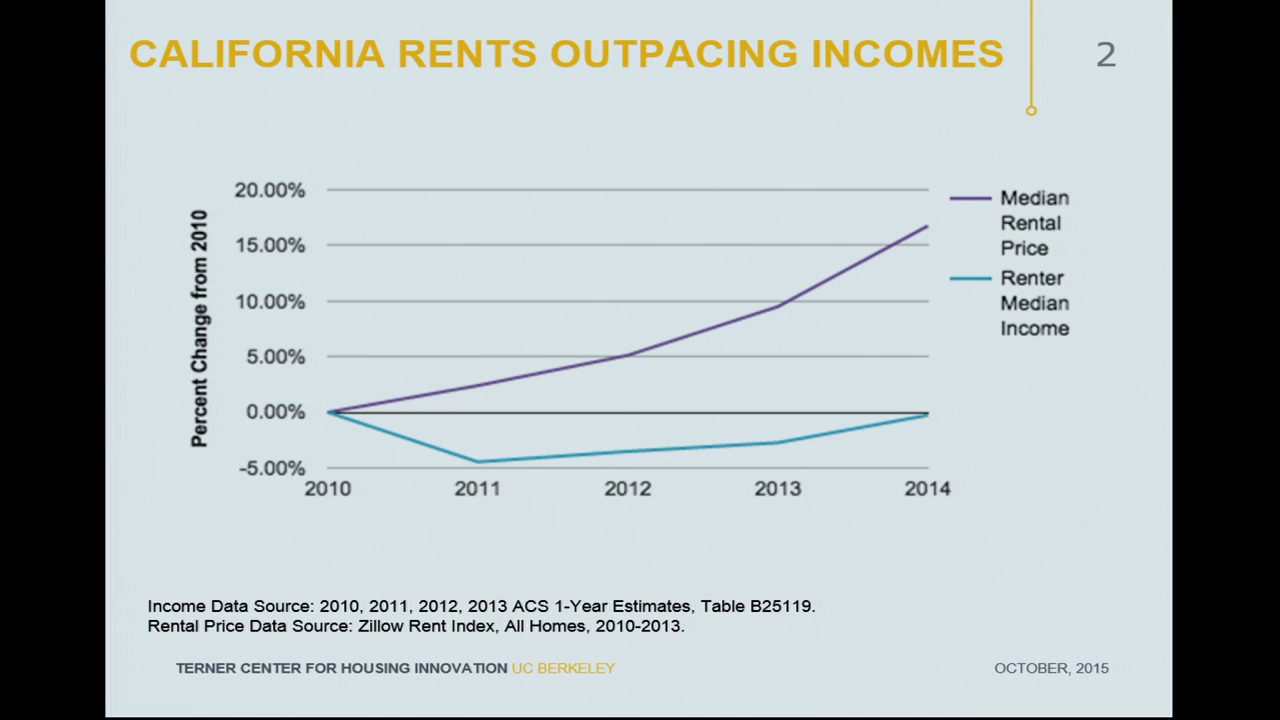 CALIFORNIA RENTS OUTPACING INCOMES
2
Percent Change from 2010
20.00%
15.00%
10.00%
5.00%
0.00%
-5.00%
2010
2011
2012
2013
2014
Median
Rental
Price
Renter
Median
Income
Income Data Source: 2010, 2011, 2012, 2013 ACS 1-Year Estimates, Table B25119.
Rental Price Data Source: Zillow Rent Index, All Homes, 2010-2013.
TERNER CENTER FOR HOUSING INNOVATION UC BERKELEY
OCTOBER, 2015